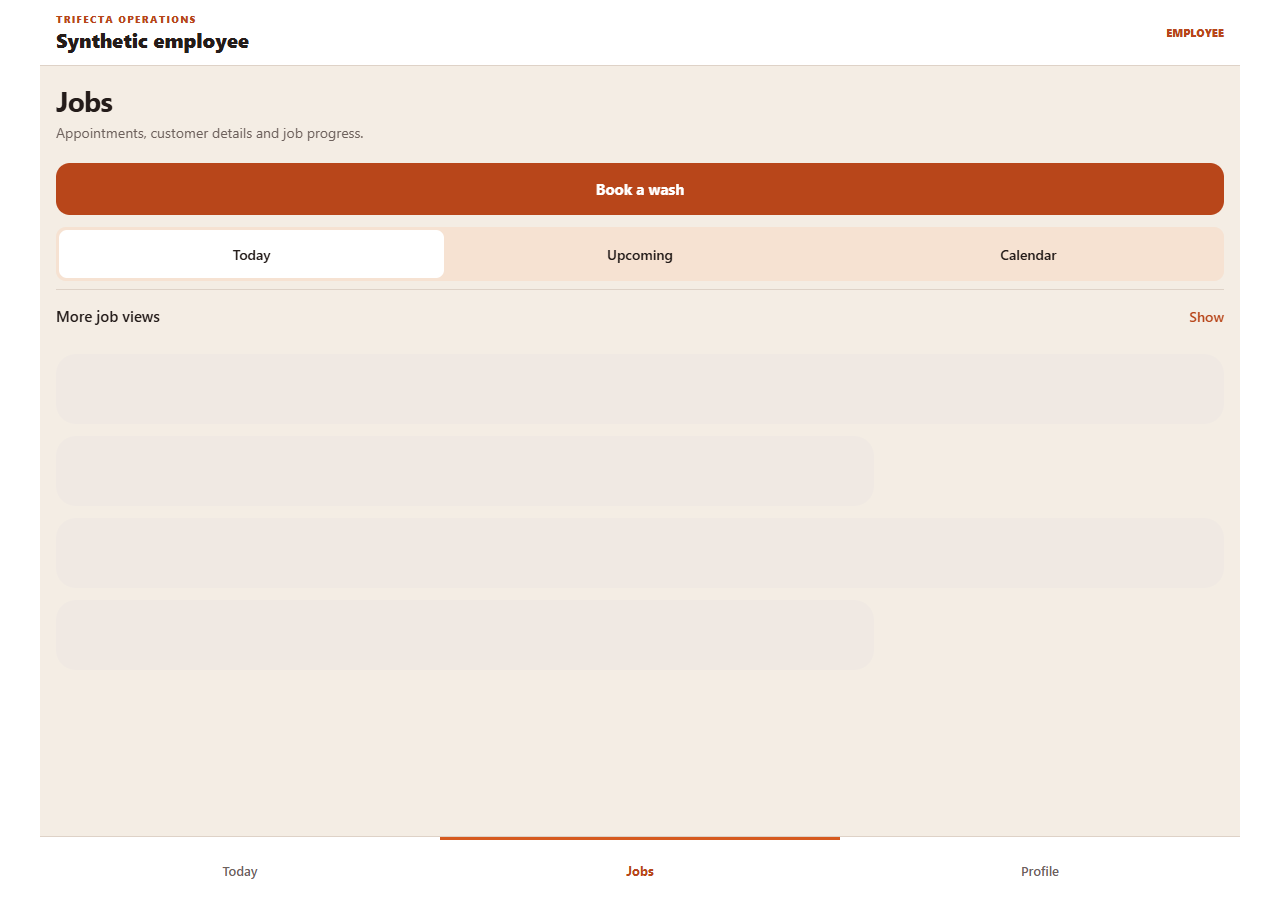 TRIFECTA OPERATIONS
Synthetic employee
EMPLOYEE
Jobs
Appointments, customer details and job progress.
Book a wash
Today
Upcoming
Calendar
More job views
Show
Today
Jobs
Profile